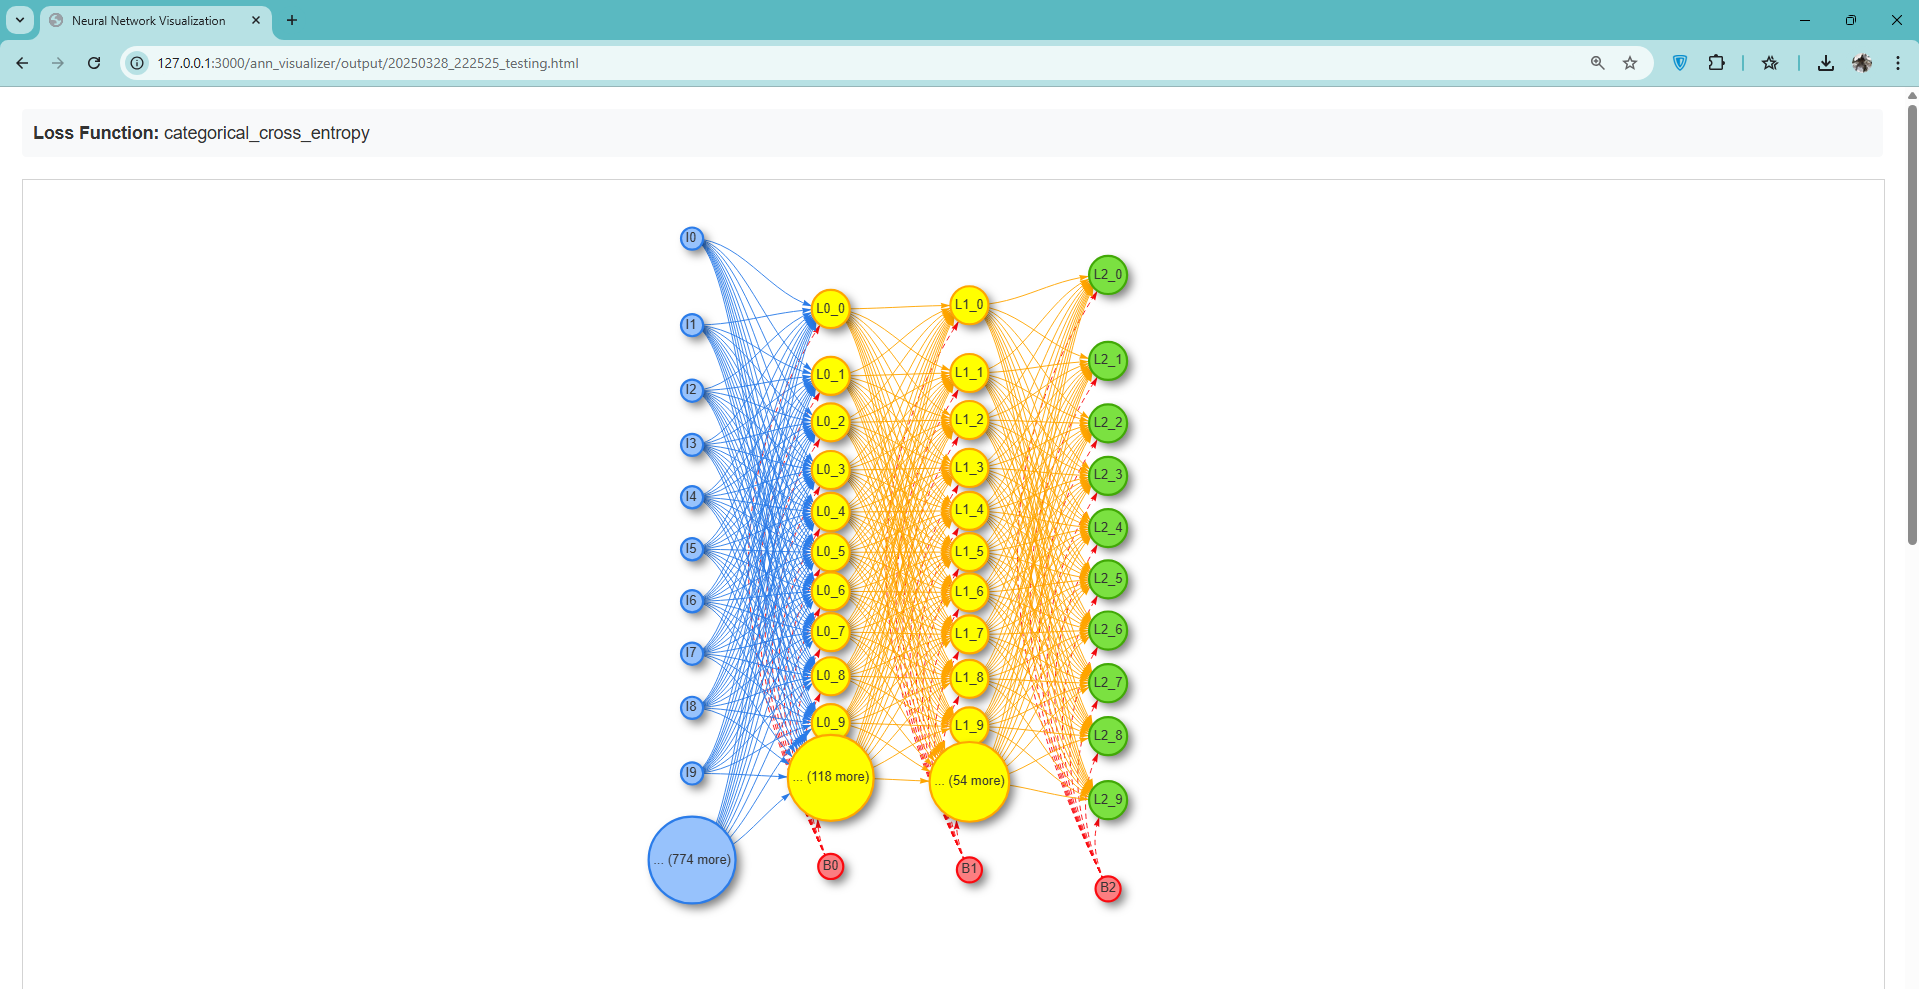 Neural Network Visualization
127.0.0.1:3000/ann_visualizer/output/20250328_222525_testing.html
Loss Function: categorical_cross_entropy
I0
I1
I2
I3
I4
I5
I6
I7
I8
I9
... (774 more)
L0_0
L0_1
L0_2
L0_3
L0_4
L0_5
L0_6
L0_7
L0_8
L0_9
... (118 more)
B0
L1_0
L1_1
L1_2
L1_3
L1_4
L1_5
L1_6
L1_7
L1_8
L1_9
... (54 more)
B1
L2_0
L2_1
L2_2
L2_3
L2_4
L2_5
L2_6
L2_7
L2_8
L2_9
B2